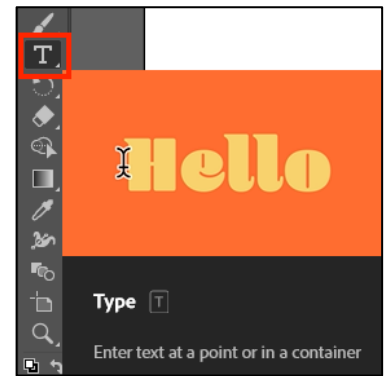 T
Hello
Type T
Enter text at a point or in a container